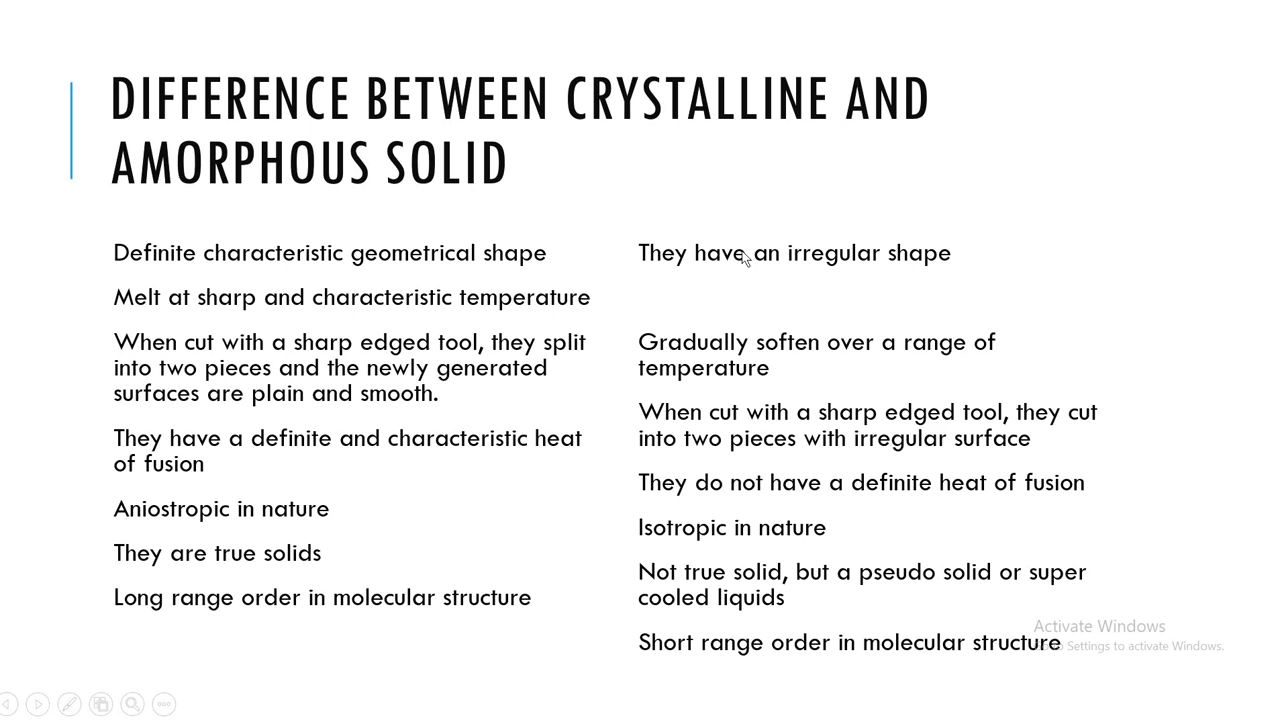 DIFFERENCE BETWEEN CRYSTALLINE AND
AMORPHOUS SOLID
Definite characteristic geometrical shape
Melt at sharp and characteristic temperature
When cut with a sharp edged tool, they split
into two pieces and the newly generated
surfaces are plain and smooth.
They have a definite and characteristic heat
of fusion
Aniostropic in nature
They are true solids
Long range order in molecular structure
They have an irregular shape
Gradually soften over a range of
temperature
When cut with a sharp edged tool, they cut
into two pieces with irregular surface
They do not have a definite heat of fusion
Isotropic in nature
Not true solid, but a pseudo solid or super
cooled liquids
Short range order in molecular structure
Activate Windows
Settings to activate Windows.